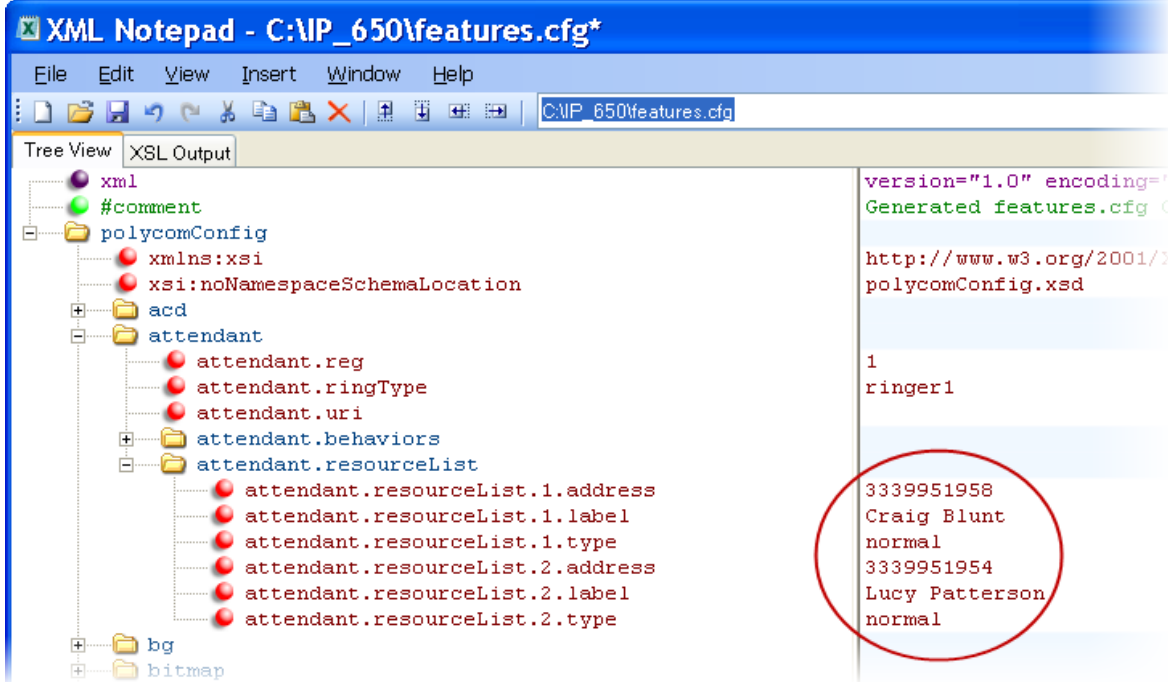 XML Notepad - C:\IP_650\features.cfg*
File Edit View Insert Window Help
C:\IP_650\features.cfg
Tree View XSL Output
xml version="1.0" encoding="
#comment Generated features.cfg
polycomConfig
xmlns:xsi http://www.w3.org/2001/
xsi:noNamespaceSchemaLocation polycomConfig.xsd
acd
attendant
attendant.reg 1
attendant.ringType ringer1
attendant.uri
attendant.behaviors
attendant.resourceList
attendant.resourceList.1.address 3339951958
attendant.resourceList.1.label Craig Blunt
attendant.resourceList.1.type normal
attendant.resourceList.2.address 3339951954
attendant.resourceList.2.label Lucy Patterson
attendant.resourceList.2.type normal
bg
bitmap